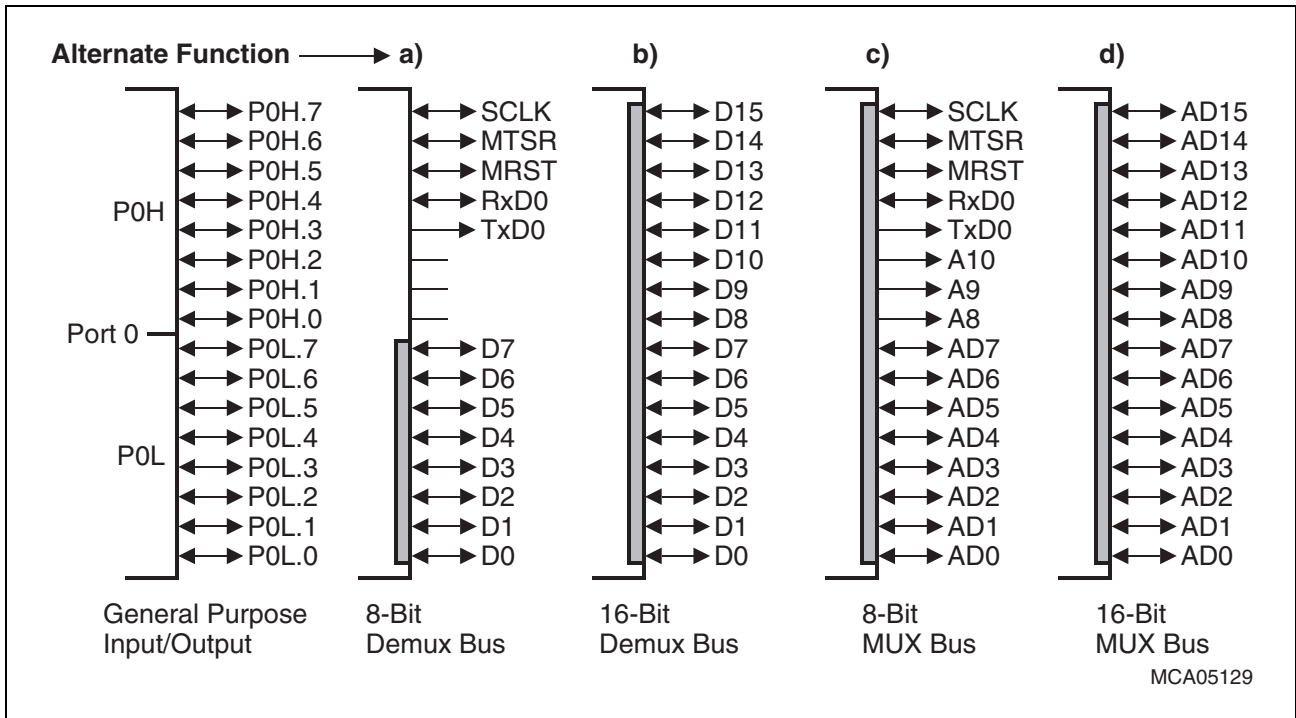 Alternate Function a) b) c) d)
P0H.7 SCLK D15 SCLK AD15
P0H.6 MTSR D14 MTSR AD14
P0H.5 MRST D13 MRST AD13
P0H.4 RxD0 D12 RxD0 AD12
P0H
P0H.3 TxD0 D11 TxD0 AD11
P0H.2 D10 A10 AD10
P0H.1 D9 A9 AD9
P0H.0 D8 A8 AD8
Port 0
P0L.7 D7 D7 AD7 AD7
P0L.6 D6 D6 AD6 AD6
P0L.5 D5 D5 AD5 AD5
P0L.4 D4 D4 AD4 AD4
P0L
P0L.3 D3 D3 AD3 AD3
P0L.2 D2 D2 AD2 AD2
P0L.1 D1 D1 AD1 AD1
P0L.0 D0 D0 AD0 AD0
General Purpose 8-Bit 16-Bit 8-Bit 16-Bit
Input/Output Demux Bus Demux Bus MUX Bus MUX Bus
MCA05129